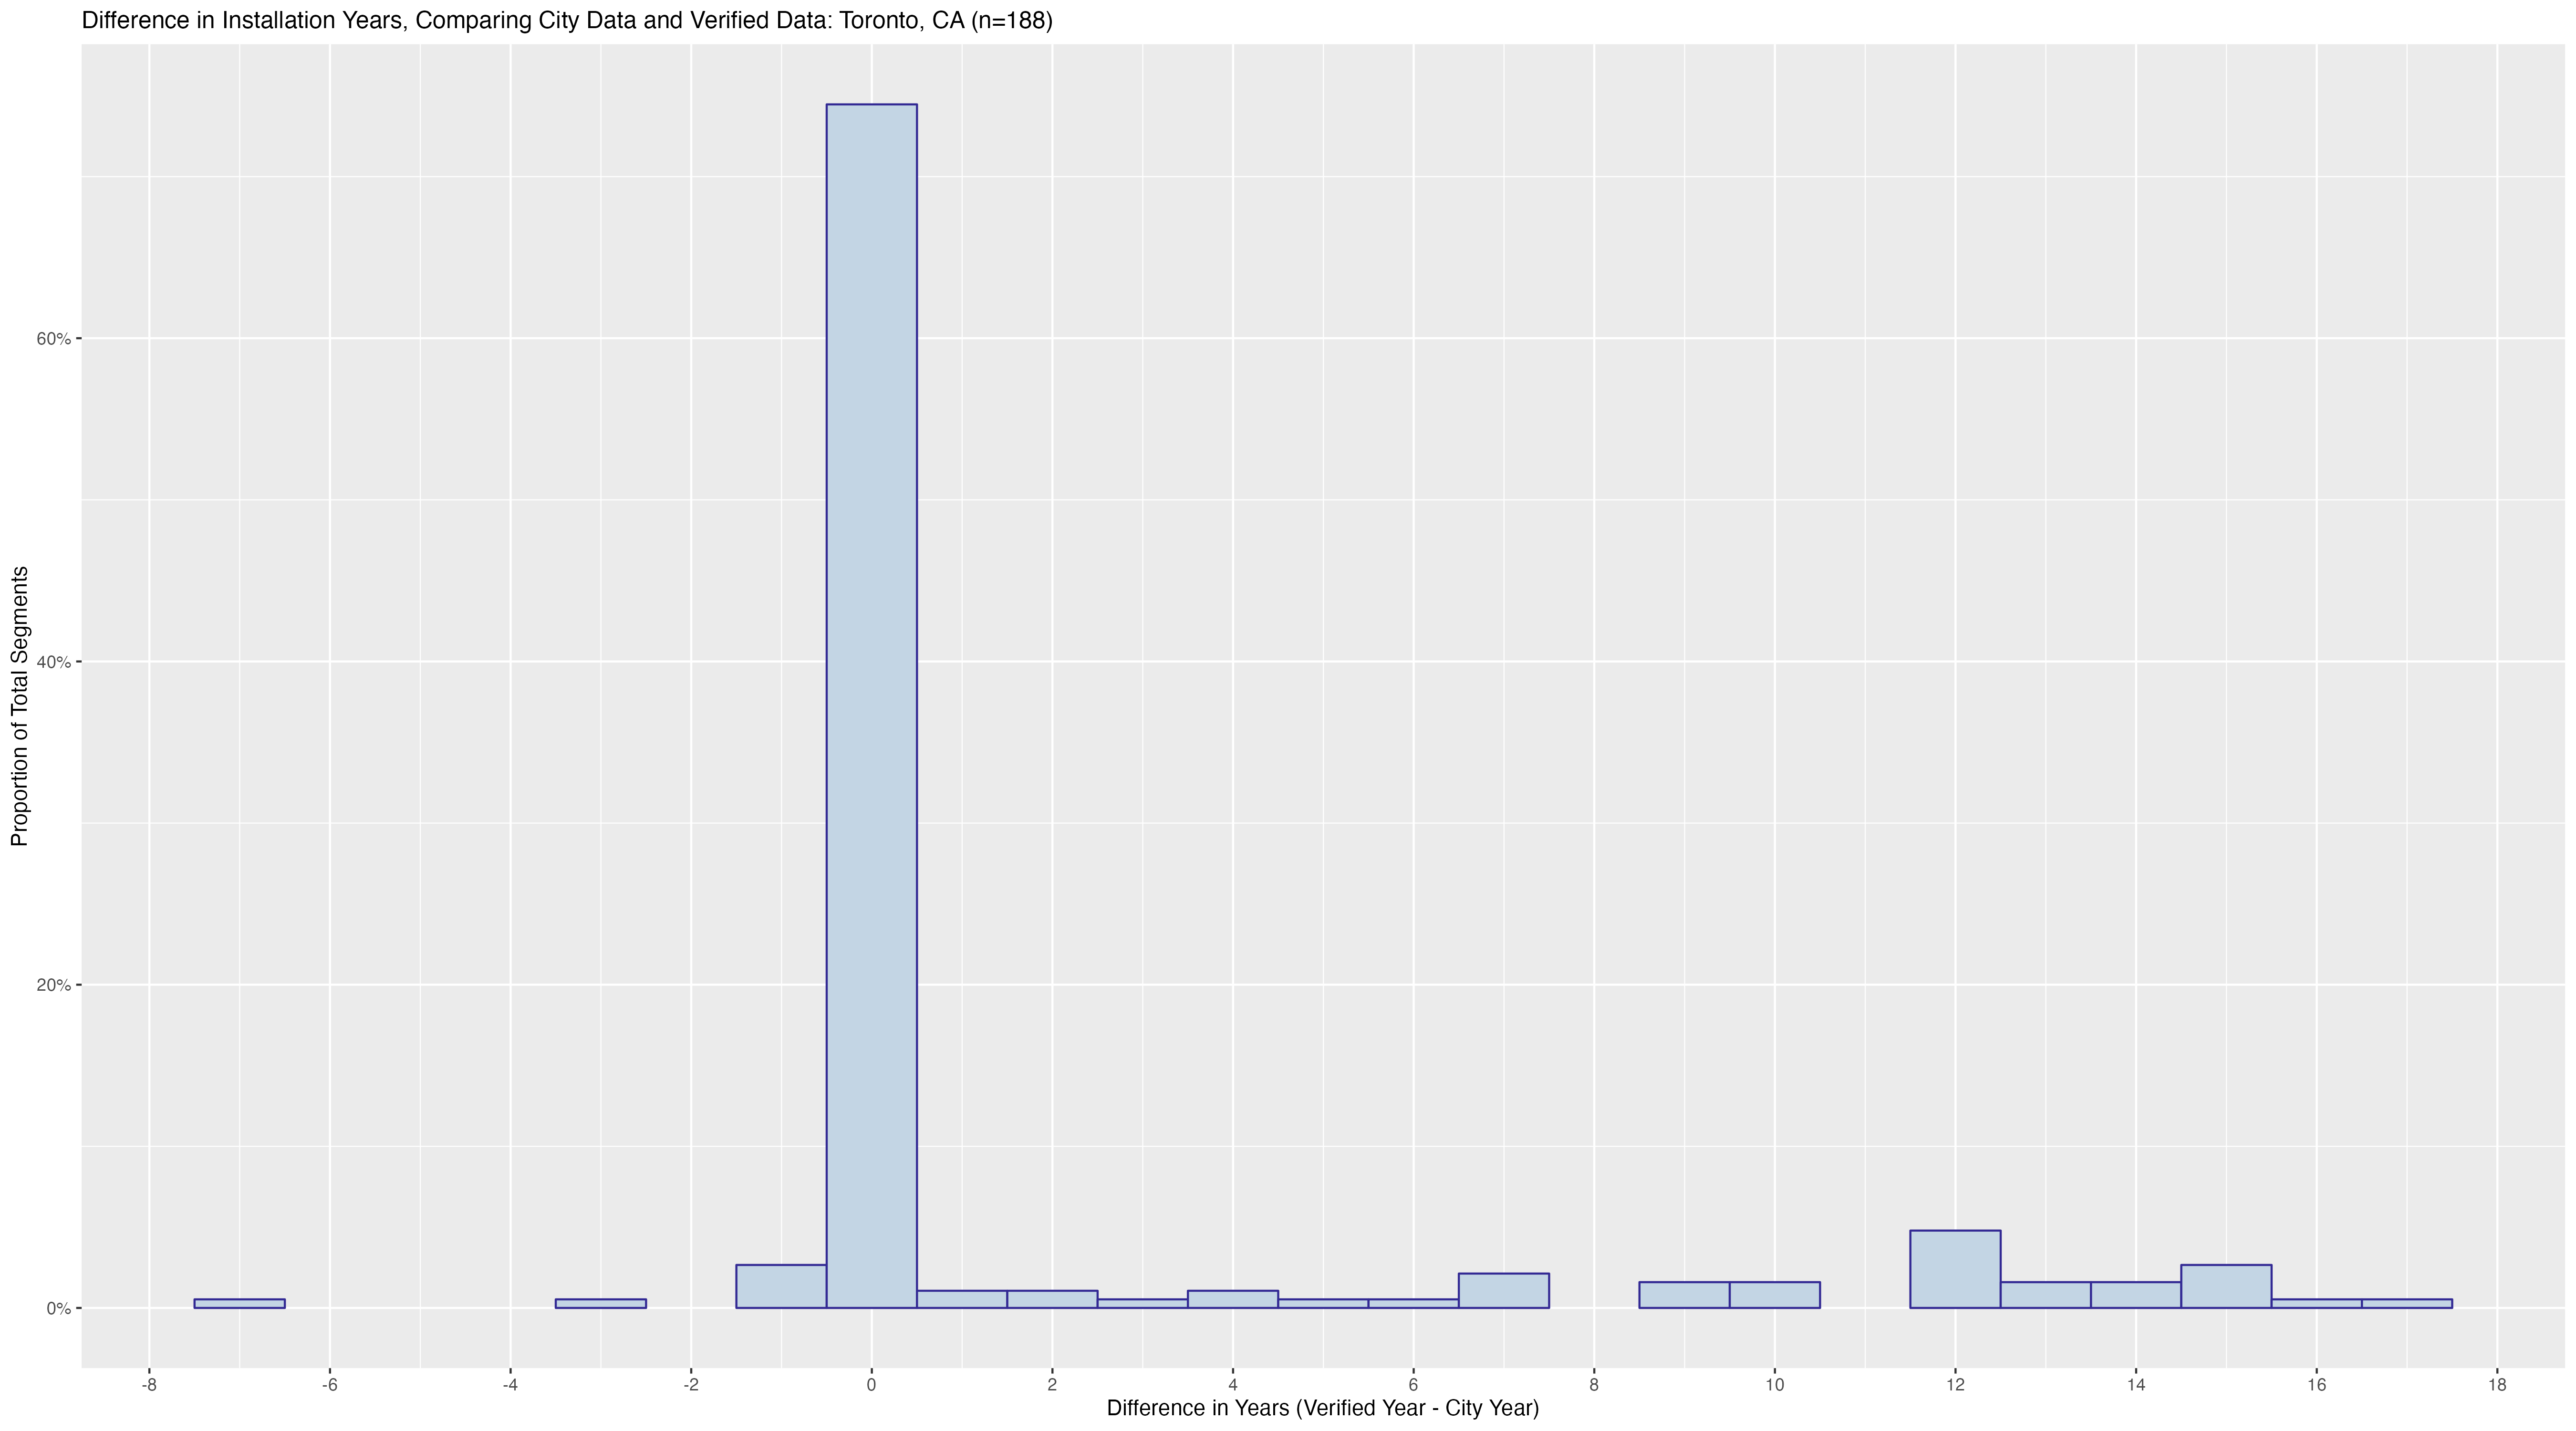 Difference in Installation Years, Comparing City Data and Verified Data: Toronto, CA (n=188)
Proportion of Total Segments
60%
40%
20%
0%
-8 -6 -4 -2 0 2 4 6 8 10 12 14 16 18
Difference in Years (Verified Year - City Year)